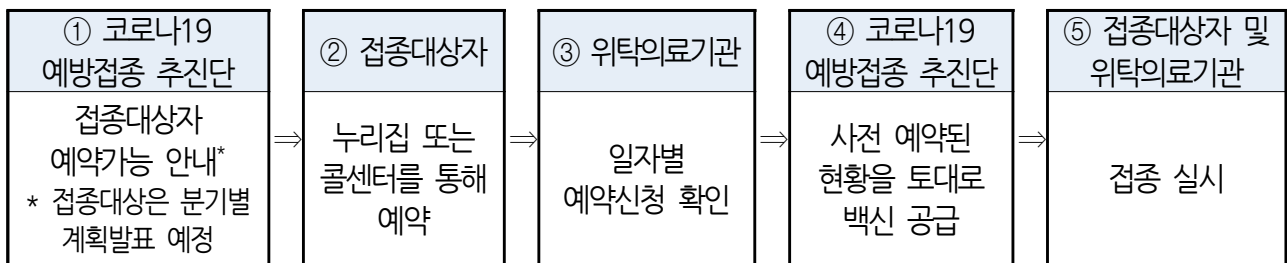 ① 코로나19
예방접종 추진단
접종대상자
예약가능 안내*
* 접종대상은 분기별
계획발표 예정
⇒
② 접종대상자
누리집 또는
콜센터를 통해
예약
⇒
③ 위탁의료기관
일자별
예약신청 확인
⇒
④ 코로나19
예방접종 추진단
사전 예약된
현황을 토대로
백신 공급
⇒
⑤ 접종대상자 및
위탁의료기관
접종 실시